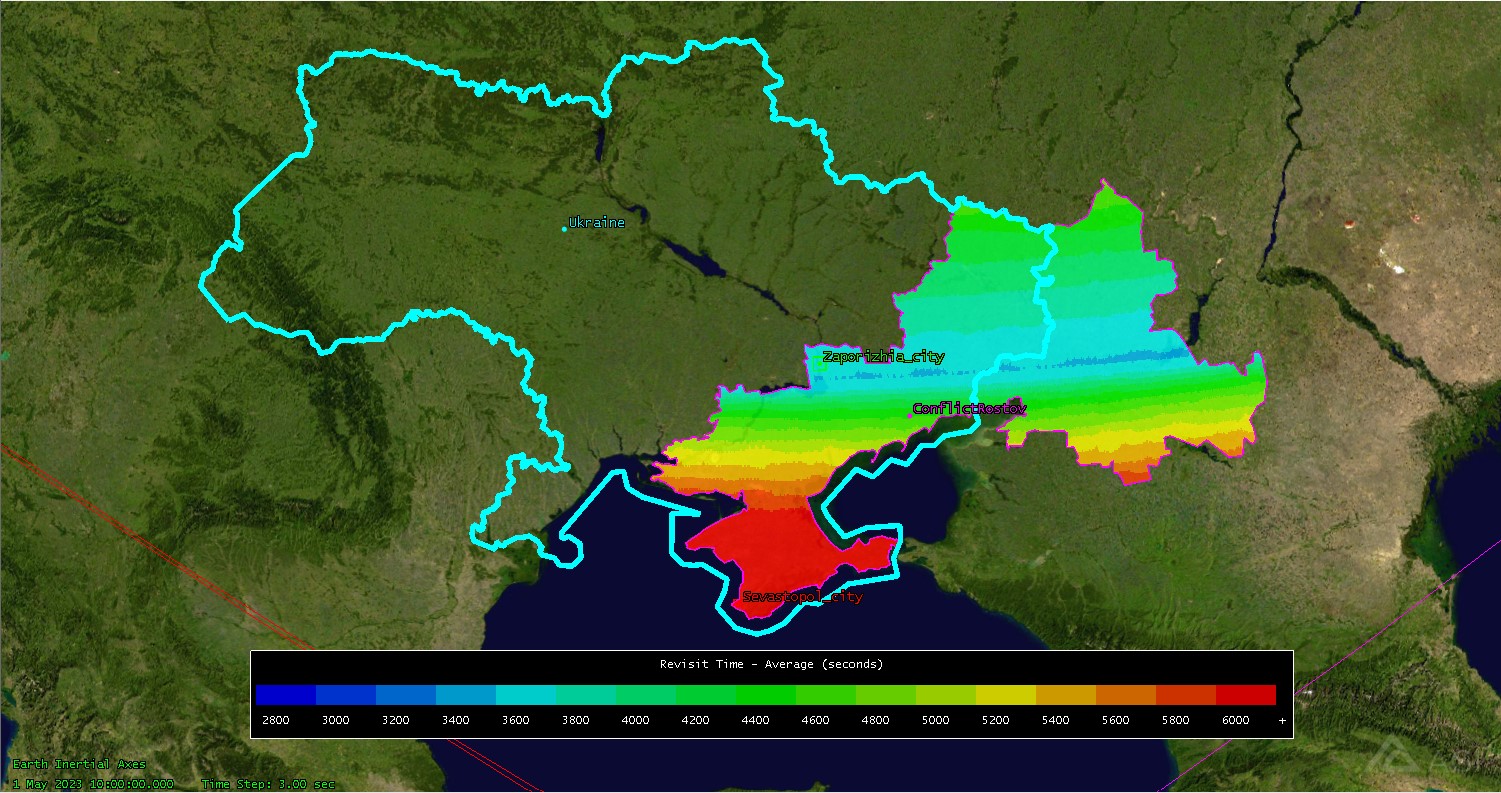 Ukraine
Zaporizhia_city
ConflictRostov
Sevastopol_city
Revisit Time - Average (seconds)
2800 3000 3200 3400 3600 3800 4000 4200 4400 4600 4800 5000 5200 5400 5600 5800 6000 +
Earth Inertial Axes
1 May 2023 10:00:00.000 Time Step: 3.00 sec